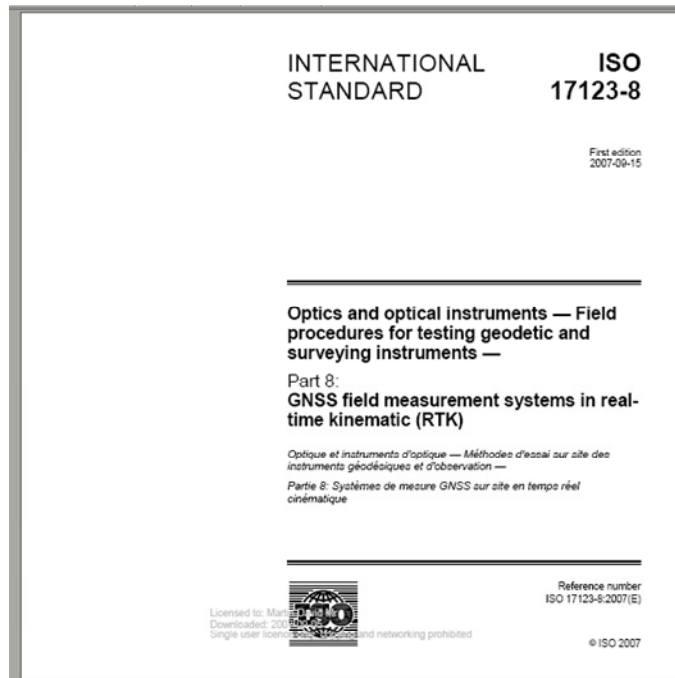 INTERNATIONAL
STANDARD
ISO
17123-8
First edition
2007-09-15
Optics and optical instruments — Field
procedures for testing geodetic and
surveying instruments —
Part 8:
GNSS field measurement systems in real-
time kinematic (RTK)
Optique et instruments d'optique — Méthodes d'essai sur site des
instruments géodésiques et d'observation —
Partie 8: Systèmes de mesure GNSS sur site en temps réel
cinématique
ISO
Reference number
ISO 17123-8:2007(E)
Licensed to:
Downloaded:
Single user and networking prohibited
© ISO 2007